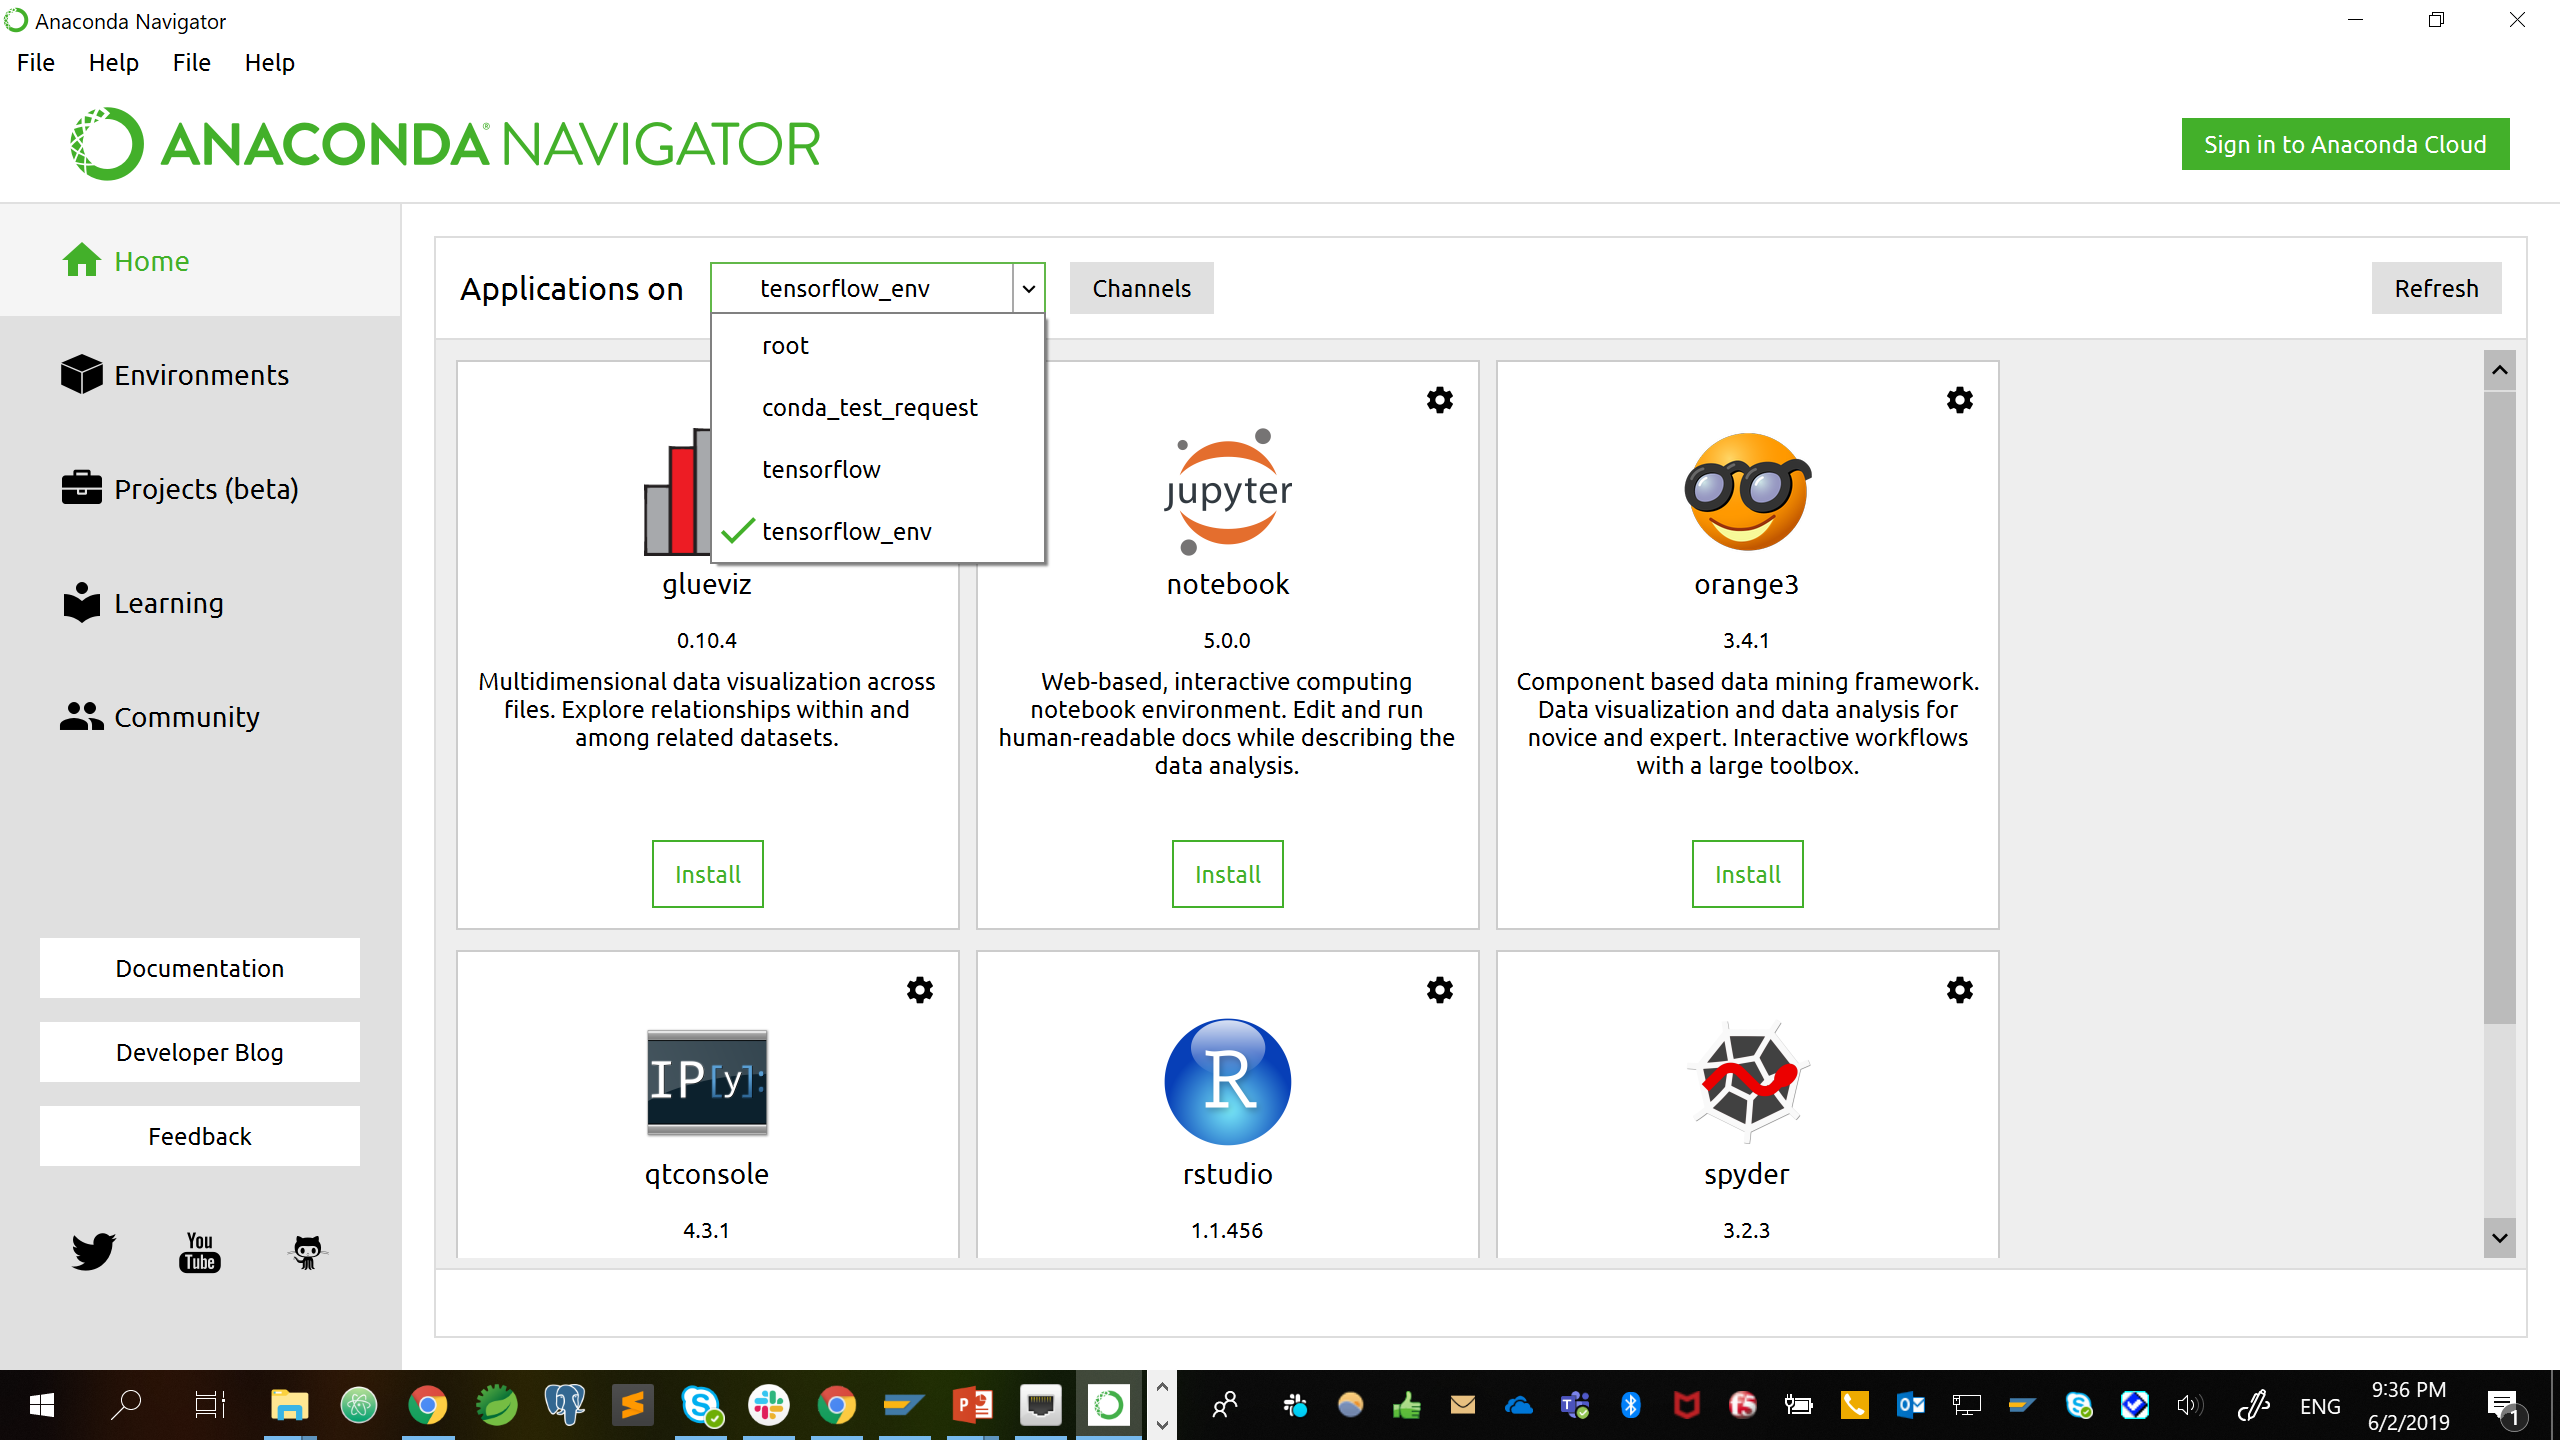 Anaconda Navigator
File Help File Help
ANACONDA® NAVIGATOR
Sign in to Anaconda Cloud
Home
Environments
Projects (beta)
Learning
Community
Documentation
Developer Blog
Feedback
You
Tube
Applications on
tensorflow_env
Channels
Refresh
root
conda_test_request
tensorflow
tensorflow_env
glueviz
0.10.4
Multidimensional data visualization across
files. Explore relationships within and
among related datasets.
Install
jupyter
notebook
5.0.0
Web-based, interactive computing
notebook environment. Edit and run
human-readable docs while describing the
data analysis.
Install
orange3
3.4.1
Component based data mining framework.
Data visualization and data analysis for
novice and expert. Interactive workflows
with a large toolbox.
Install
IP[y]:
qtconsole
4.3.1
R
rstudio
1.1.456
spyder
3.2.3
ENG
9:36 PM
6/2/2019
1